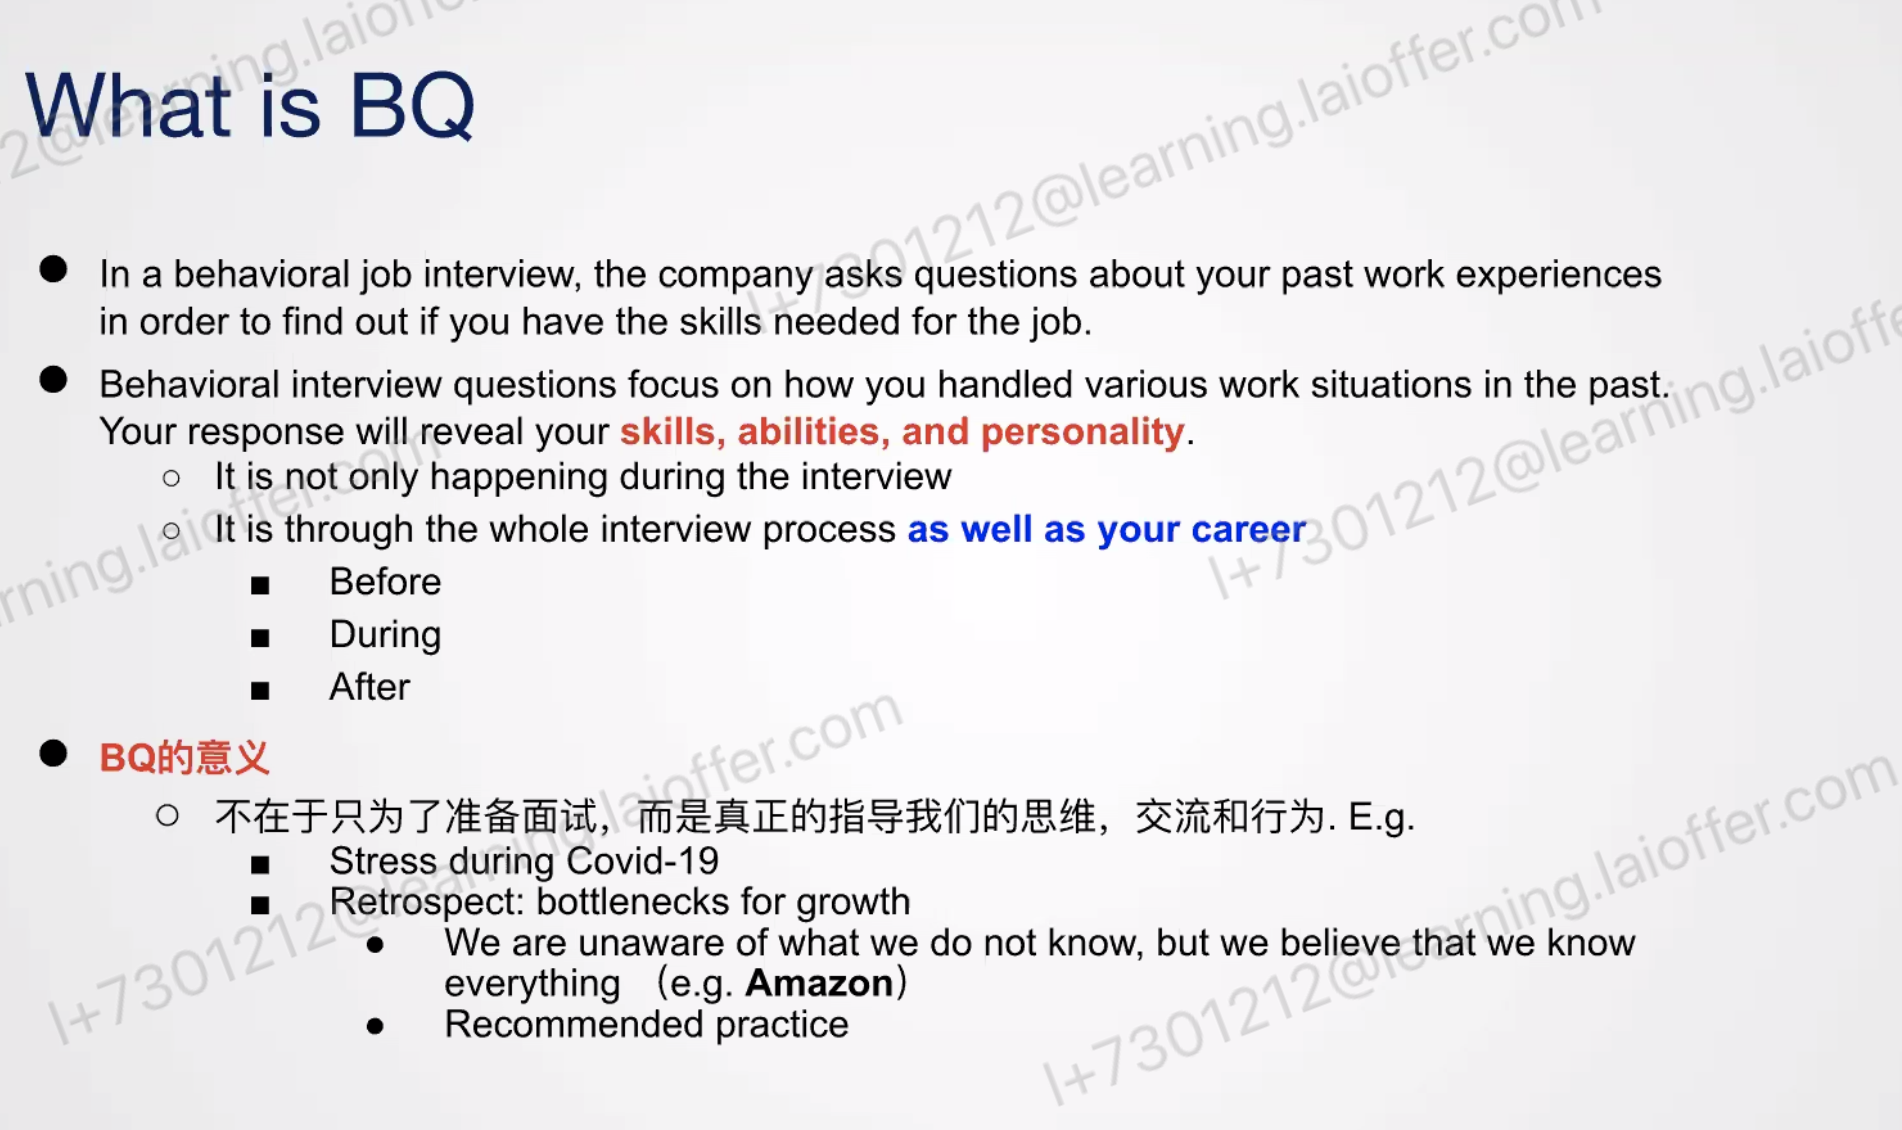 What is BQ
● In a behavioral job interview, the company asks questions about your past work experiences
in order to find out if you have the skills needed for the job.
● Behavioral interview questions focus on how you handled various work situations in the past.
Your response will reveal your skills, abilities, and personality.
○ It is not only happening during the interview
○ It is through the whole interview process as well as your career
■ Before
■ During
■ After
● BQ的意义
○ 不在于只为了准备面试，而是真正的指导我们的思维，交流和行为. E.g.
■ Stress during Covid-19
■ Retrospect: bottlenecks for growth
● We are unaware of what we do not know, but we believe that we know
everything （e.g. Amazon）
● Recommended practice
2@learning.laioffer.com
l+7301212@learning.laioffer.com
l+7301212@learning.laioffe
rning.laioffer.com
l+7301212@learning.laioffer.com
l+7301212@learning.laioffer.com